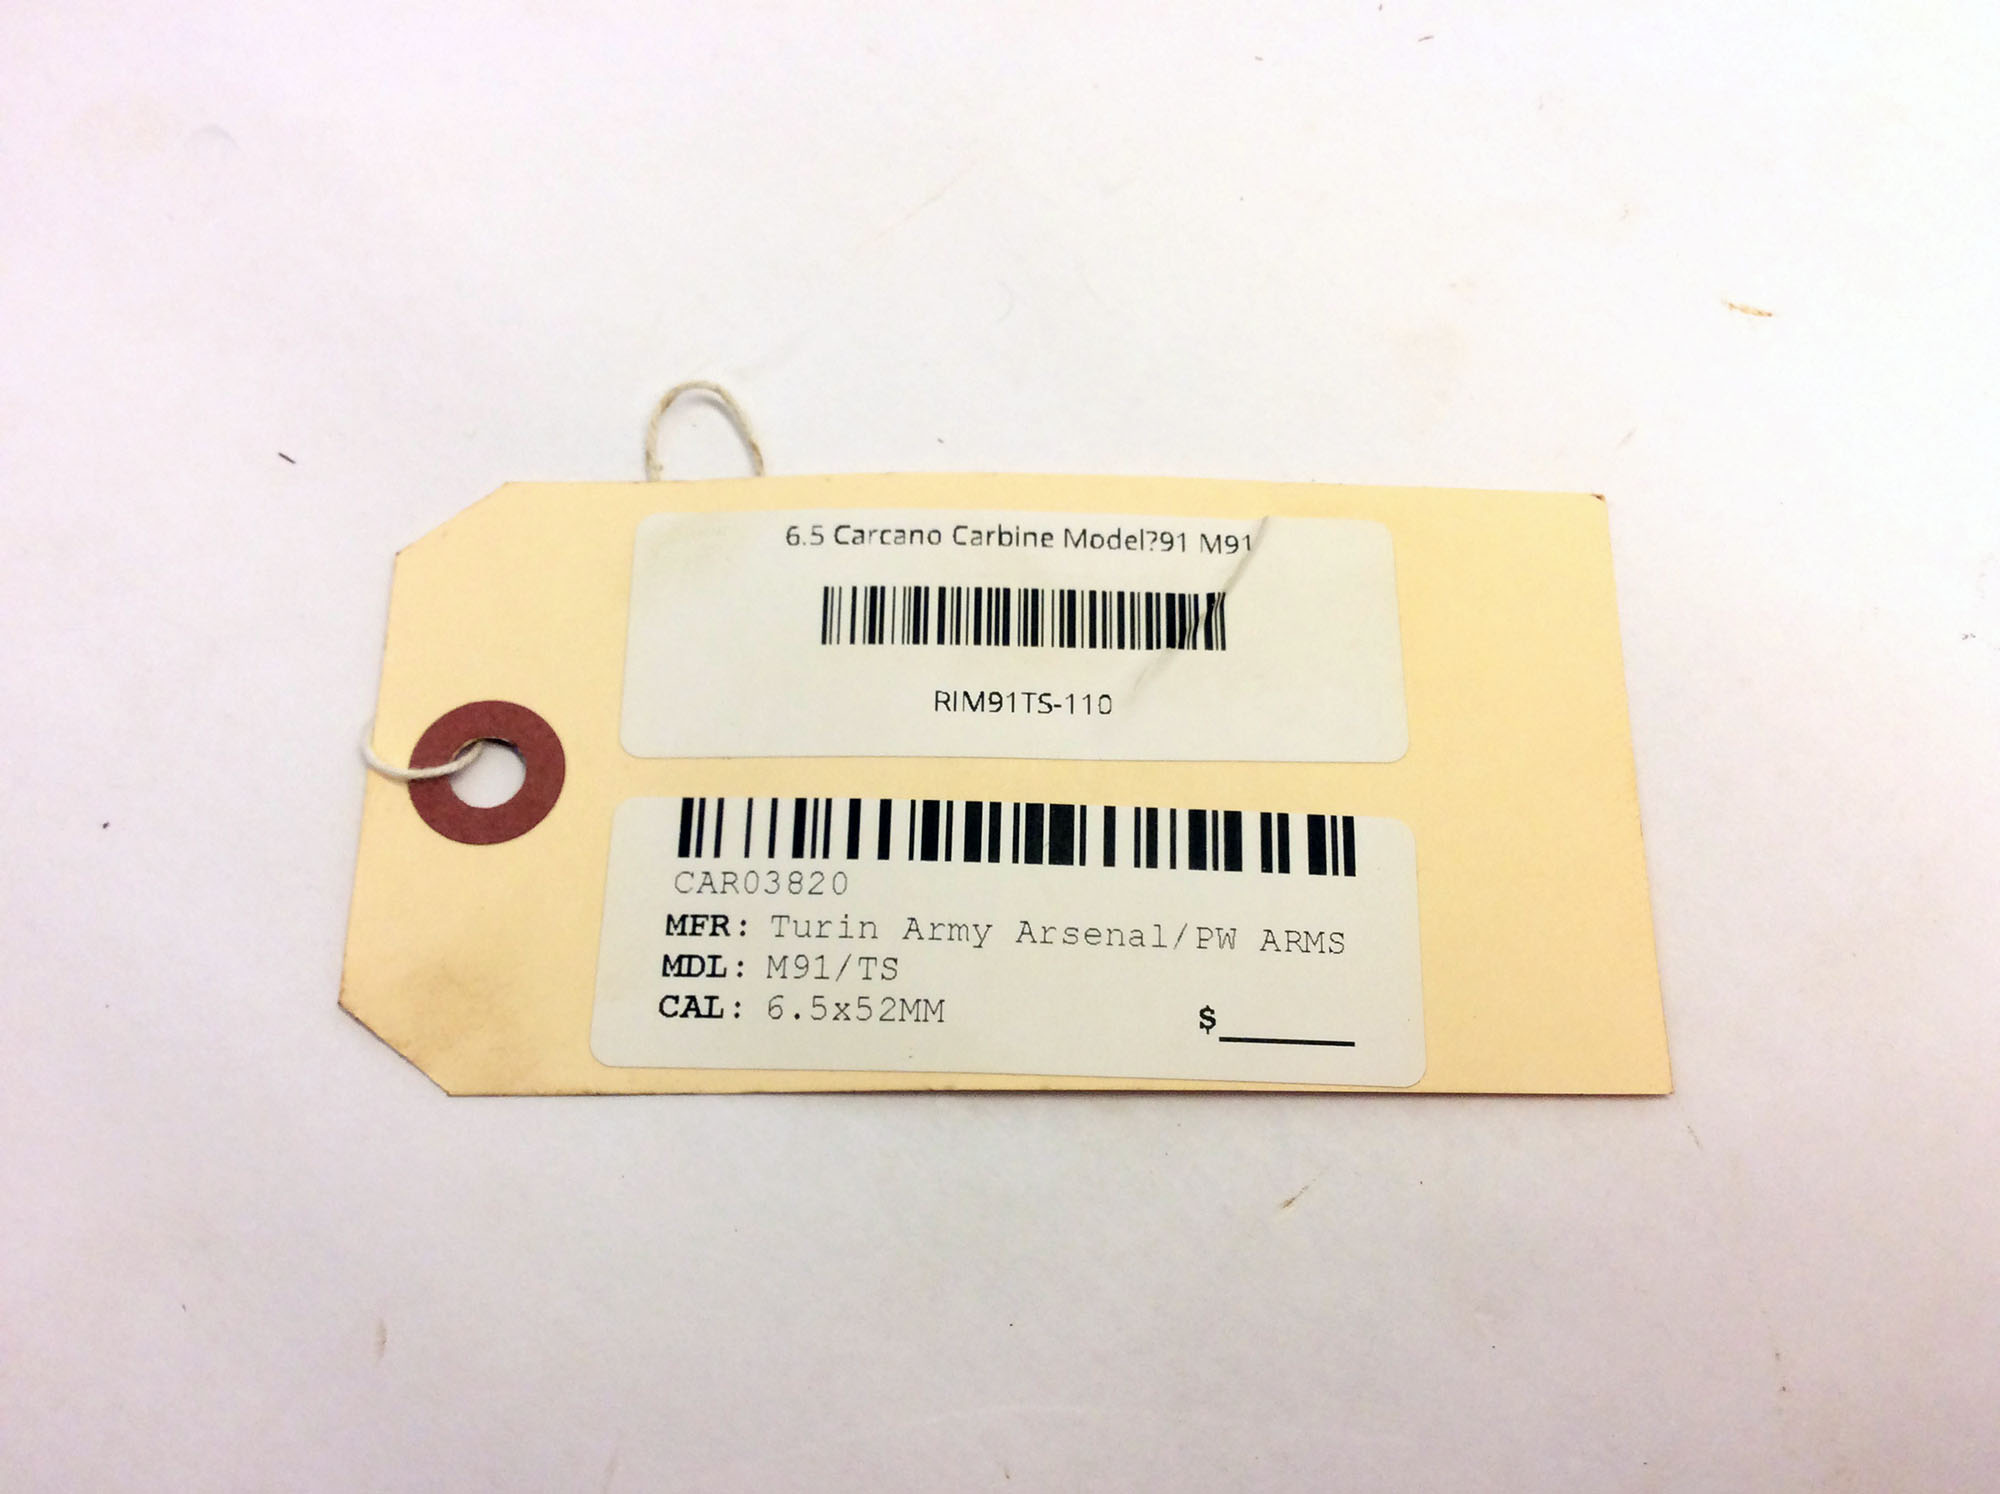 6.5 Carcano Carbine Model?91 M91
RIM91TS-110
CAR03820
MFR: Turin Army Arsenal/PW ARMS
MDL: M91/TS
CAL: 6.5x52MM
$______